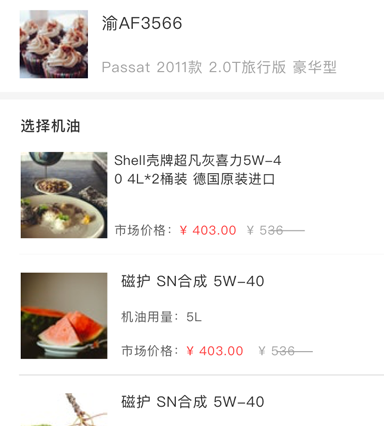 渝AF3566
Passat 2011款 2.0T旅行版 豪华型
选择机油
Shell壳牌超凡灰喜力5W-4
0 4L*2桶装 德国原装进口
市场价格：¥ 403.00 ¥ 536
磁护 SN合成 5W-40
机油用量：5L
市场价格：¥ 403.00 ¥ 536
磁护 SN合成 5W-40